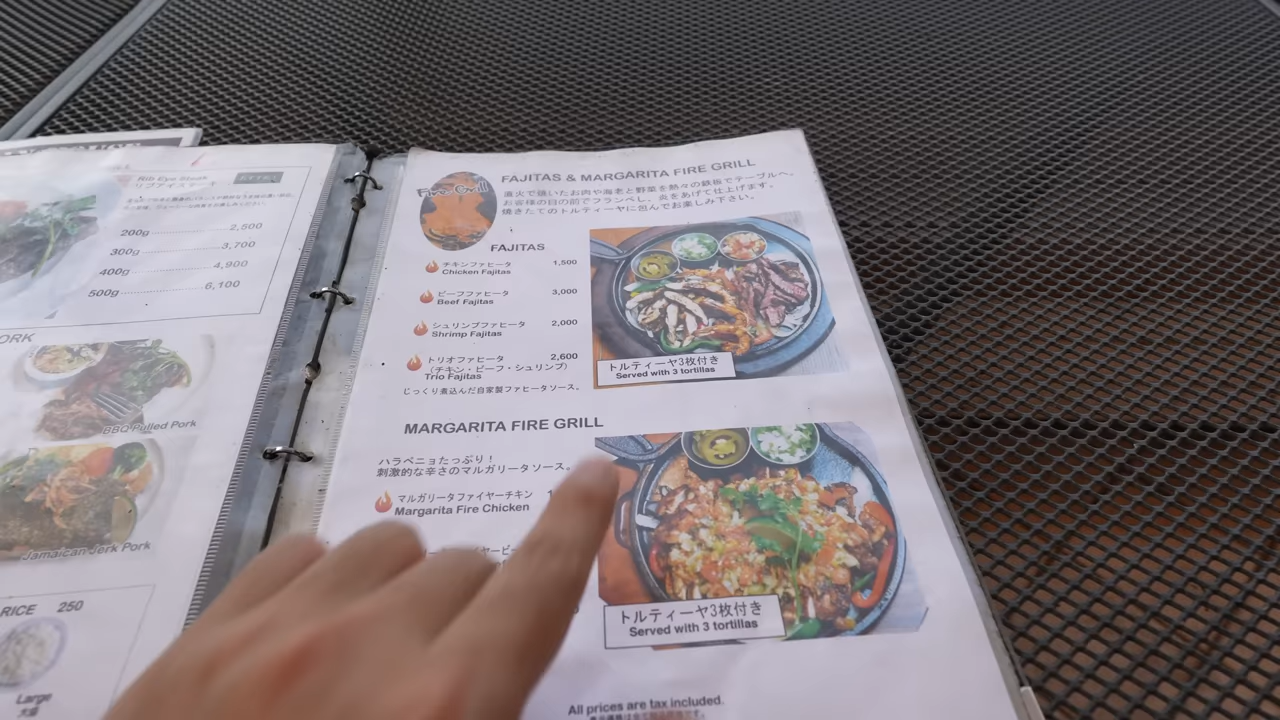 Rib Eye Steak
リブアイステーキ
200g 2,500
300g 3,700
400g 4,900
500g 6,100
ORK
BBQ Pulled Pork
Jamaican Jerk Pork
RICE 250
Large
大盛
Fire Grill
FAJITAS & MARGARITA FIRE GRILL
直火で焼いたお肉や海老と野菜を熱々の鉄板でテーブルへ。
お客様の目の前でフランベし、炎をあげて仕上げます。
焼きたてのトルティーヤに包んでお楽しみ下さい。
FAJITAS
チキンファヒータ 1,500
Chicken Fajitas
ビーフファヒータ 3,000
Beef Fajitas
シュリンプファヒータ 2,000
Shrimp Fajitas
トリオファヒータ 2,600
(チキン・ビーフ・シュリンプ)
Trio Fajitas
じっくり煮込んだ自家製ファヒータソース。
トルティーヤ3枚付き
Served with 3 tortillas
MARGARITA FIRE GRILL
ハラペニョたっぷり!
刺激的な辛さのマルガリータソース。
マルガリータファイヤーチキン
Margarita Fire Chicken
トルティーヤ3枚付き
Served with 3 tortillas
All prices are tax included.